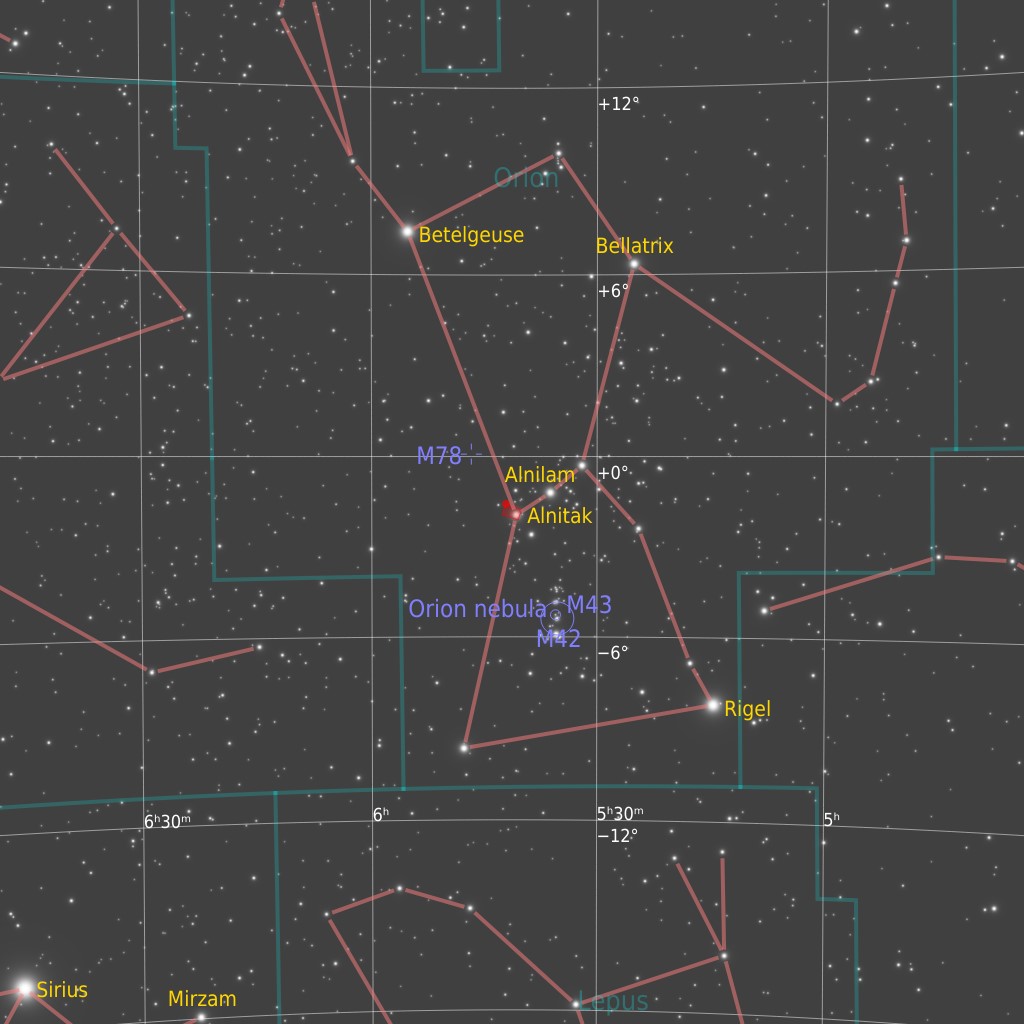 +12°
Orion
Betelgeuse
Bellatrix
+6°
M78
+0°
Alnilam
Alnitak
Orion nebula
M43
M42
−6°
Rigel
6h30m
6h
5h30m
5h
−12°
Sirius
Mirzam
Lepus